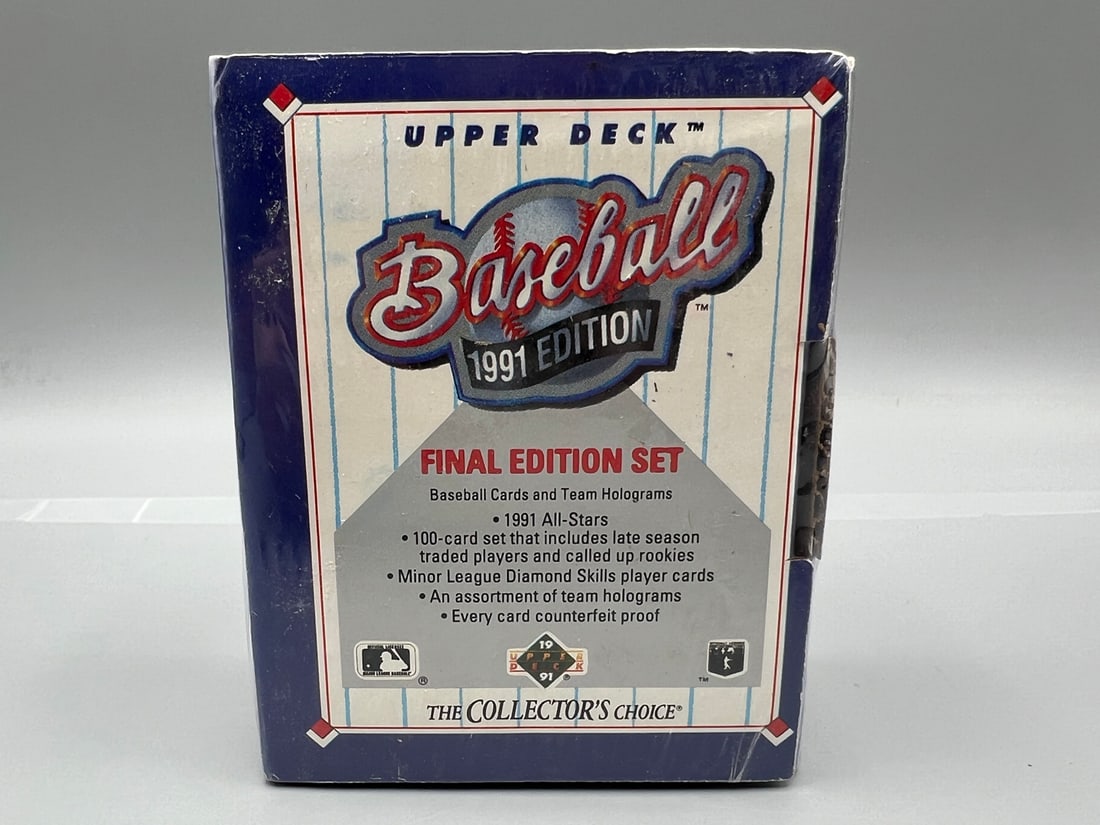 UPPER DECK™
Baseball
™
1991 EDITION
FINAL EDITION SET
Baseball Cards and Team Holograms
• 1991 All-Stars
• 100-card set that includes late season
traded players and called up rookies
• Minor League Diamond Skills player cards
• An assortment of team holograms
• Every card counterfeit proof
19
UPPER
DECK
91
®
®
™
THE COLLECTOR'S CHOICE®